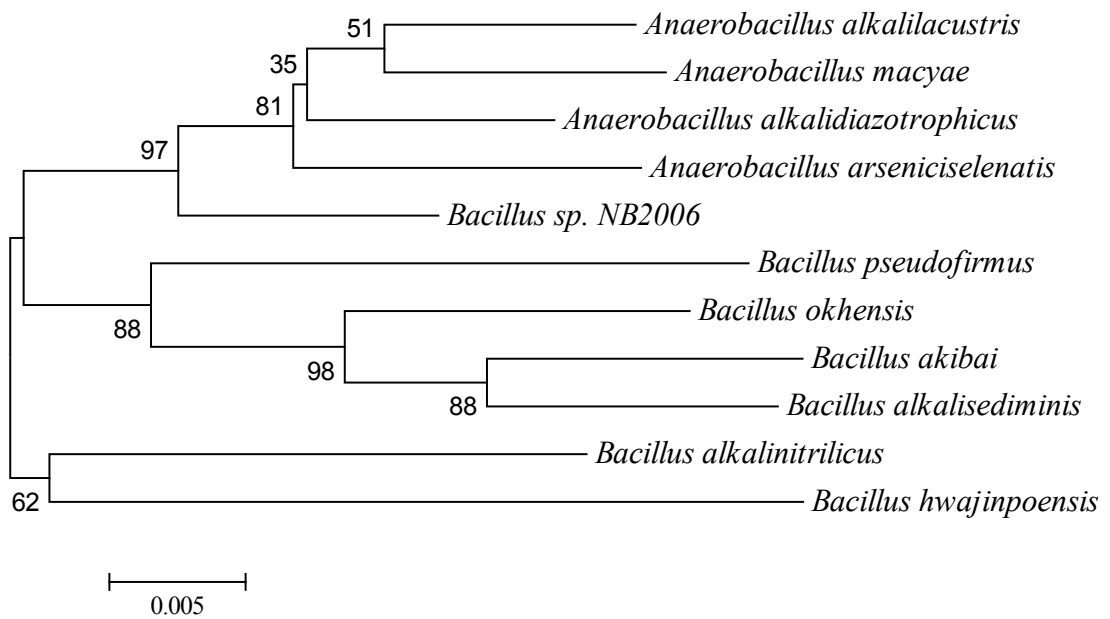 51
Anaerobacillus alkalilacustris
35
Anaerobacillus macyae
81
Anaerobacillus alkalidiazotrophicus
97
Anaerobacillus arseniciselenatis
Bacillus sp. NB2006
Bacillus pseudofirmus
88
Bacillus okhensis
98
Bacillus akibai
88
Bacillus alkalisediminis
Bacillus alkalinitrilicus
62
Bacillus hwajinpoensis
0.005